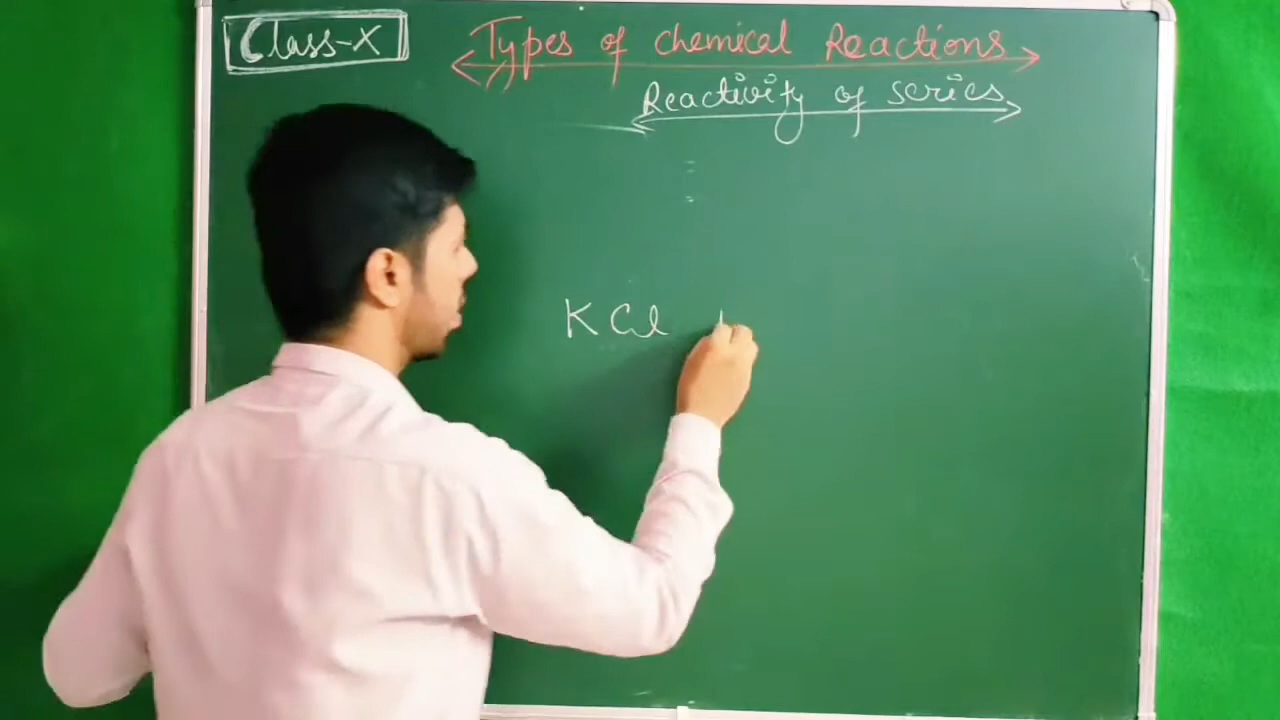 Class-X
Types of chemical Reactions
Reactivity of series
KCl